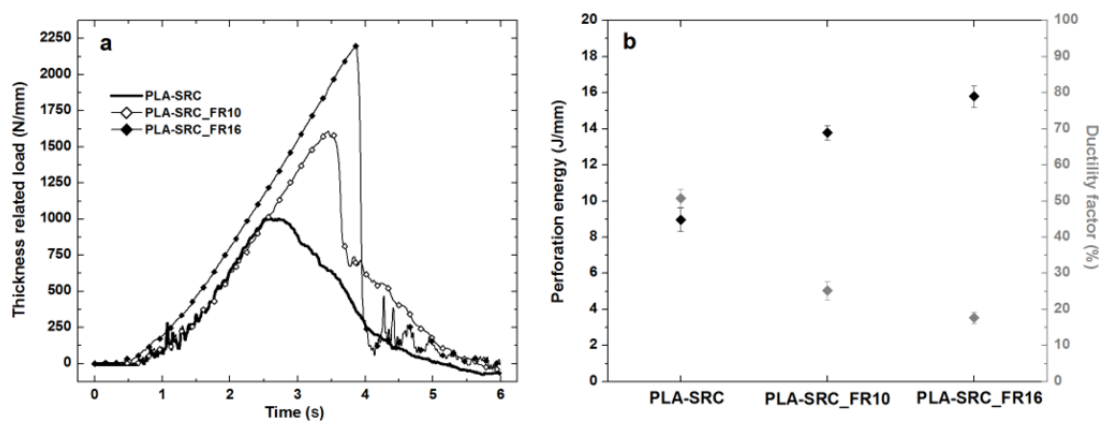 a
2250
2000
1750
1500
1250
1000
750
500
250
0
Thickness related load (N/mm)
PLA-SRC
PLA-SRC_FR10
PLA-SRC_FR16
0 1 2 3 4 5 6
Time (s)
b
20
18
16
14
12
10
8
6
4
2
0
Perforation energy (J/mm)
100
90
80
70
60
50
40
30
20
10
0
Ductility factor (%)
PLA-SRC PLA-SRC_FR10 PLA-SRC_FR16